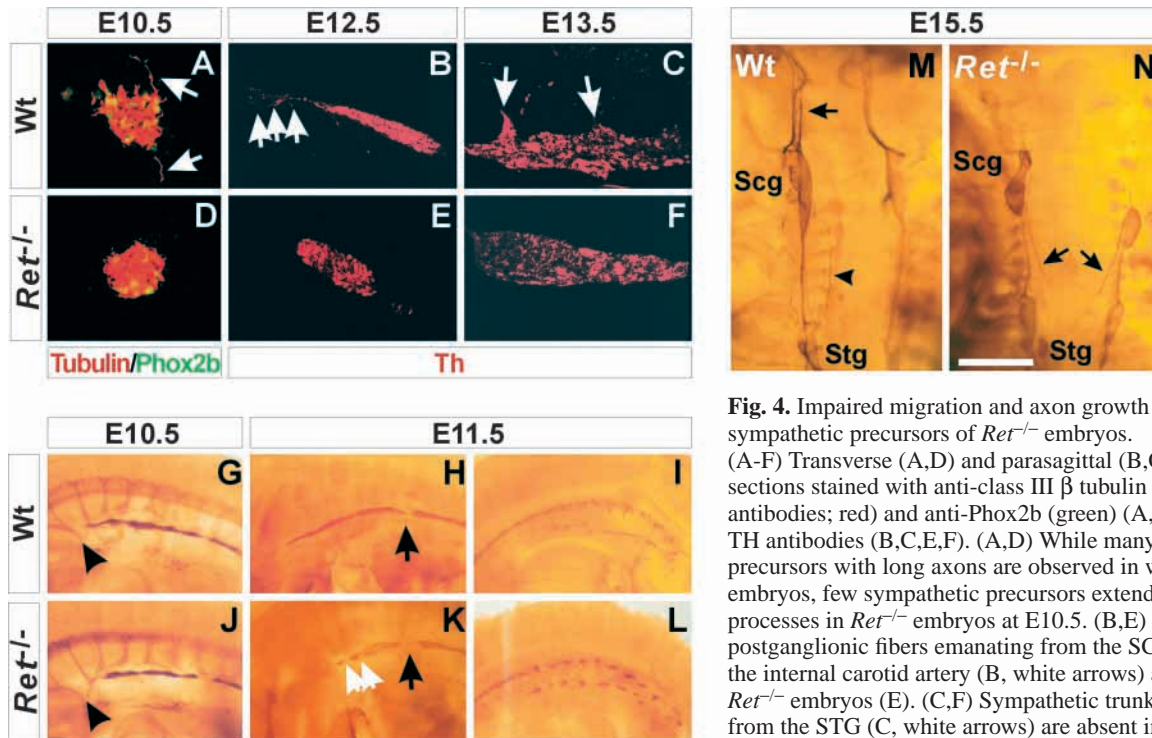 E10.5 E12.5 E13.5
Wt A B C
Ret-/- D E F
Tubulin/Phox2b Th
E10.5 E11.5
Wt G H I
Ret-/- J K L
E15.5
Wt M Ret-/- N
Scg Scg
Stg Stg
Fig. 4. Impaired migration and axon growth
sympathetic precursors of Ret–/– embryos.
(A-F) Transverse (A,D) and parasagittal (B,C
sections stained with anti-class III β tubulin
antibodies; red) and anti-Phox2b (green) (A,
TH antibodies (B,C,E,F). (A,D) While many
precursors with long axons are observed in w
embryos, few sympathetic precursors extend
processes in Ret–/– embryos at E10.5. (B,E)
postganglionic fibers emanating from the SC
the internal carotid artery (B, white arrows)
Ret–/– embryos (E). (C,F) Sympathetic trunk
from the STG (C, white arrows) are absent in